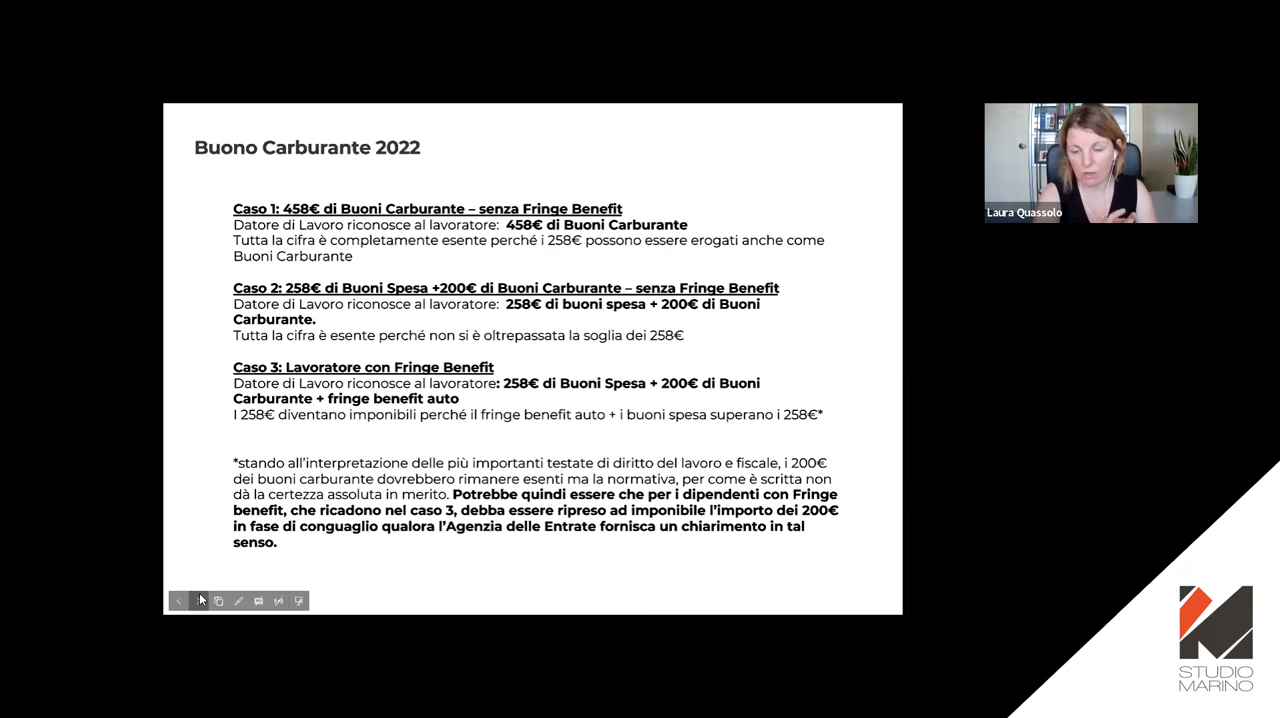 Buono Carburante 2022
Caso 1: 458€ di Buoni Carburante – senza Fringe Benefit
Datore di Lavoro riconosce al lavoratore: 458€ di Buoni Carburante
Tutta la cifra è completamente esente perché i 258€ possono essere erogati anche come
Buoni Carburante
Caso 2: 258€ di Buoni Spesa +200€ di Buoni Carburante – senza Fringe Benefit
Datore di Lavoro riconosce al lavoratore: 258€ di buoni spesa + 200€ di Buoni
Carburante.
Tutta la cifra è esente perché non si è oltrepassata la soglia dei 258€
Caso 3: Lavoratore con Fringe Benefit
Datore di Lavoro riconosce al lavoratore: 258€ di Buoni Spesa + 200€ di Buoni
Carburante + fringe benefit auto
I 258€ diventano imponibili perché il fringe benefit auto + i buoni spesa superano i 258€*
*stando all'interpretazione delle più importanti testate di diritto del lavoro e fiscale, i 200€
dei buoni carburante dovrebbero rimanere esenti ma la normativa, per come è scritta non
dà la certezza assoluta in merito. Potrebbe quindi essere che per i dipendenti con Fringe
benefit, che ricadono nel caso 3, debba essere ripreso ad imponibile l'importo dei 200€
in fase di conguaglio qualora l'Agenzia delle Entrate fornisca un chiarimento in tal
senso.
Laura Quassolo
STUDIO
MARINO